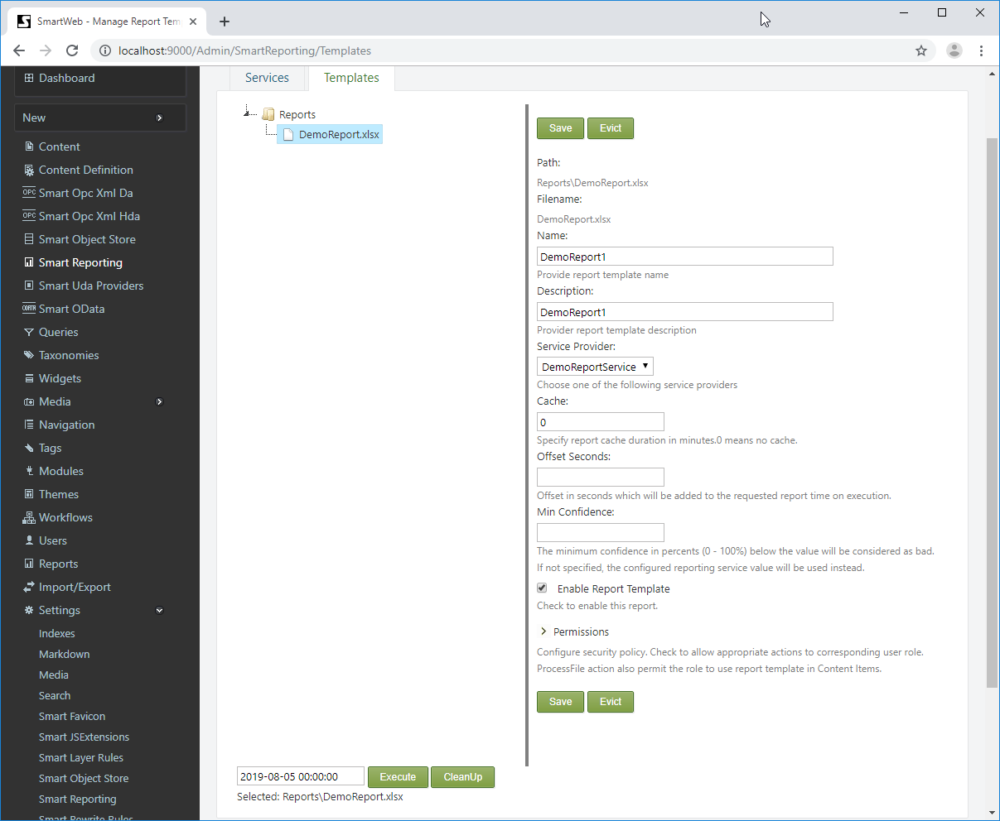 SmartWeb - Manage Report Tem
localhost:9000/Admin/SmartReporting/Templates
Dashboard
New
Content
Content Definition
OPC Smart Opc Xml Da
OPC Smart Opc Xml Hda
Smart Object Store
Smart Reporting
Smart Uda Providers
ODATA Smart OData
Queries
Taxonomies
Widgets
Media
Navigation
Tags
Modules
Themes
Workflows
Users
Reports
Import/Export
Settings
Indexes
Markdown
Media
Search
Smart Favicon
Smart JSExtensions
Smart Layer Rules
Smart Object Store
Smart Reporting
Smart Rewrite Rules
Services Templates
Reports
DemoReport.xlsx
2019-08-05 00:00:00 Execute CleanUp
Selected: Reports\DemoReport.xlsx
Save Evict
Path:
Reports\DemoReport.xlsx
Filename:
DemoReport.xlsx
Name:
DemoReport1
Provide report template name
Description:
DemoReport1
Provider report template description
Service Provider:
DemoReportService
Choose one of the following service providers
Cache:
0
Specify report cache duration in minutes.0 means no cache.
Offset Seconds:
Offset in seconds which will be added to the requested report time on execution.
Min Confidence:
The minimum confidence in percents (0 - 100%) below the value will be considered as bad.
If not specified, the configured reporting service value will be used instead.
Enable Report Template
Check to enable this report.
Permissions
Configure security policy. Check to allow appropriate actions to corresponding user role.
ProcessFile action also permit the role to use report template in Content Items.
Save Evict